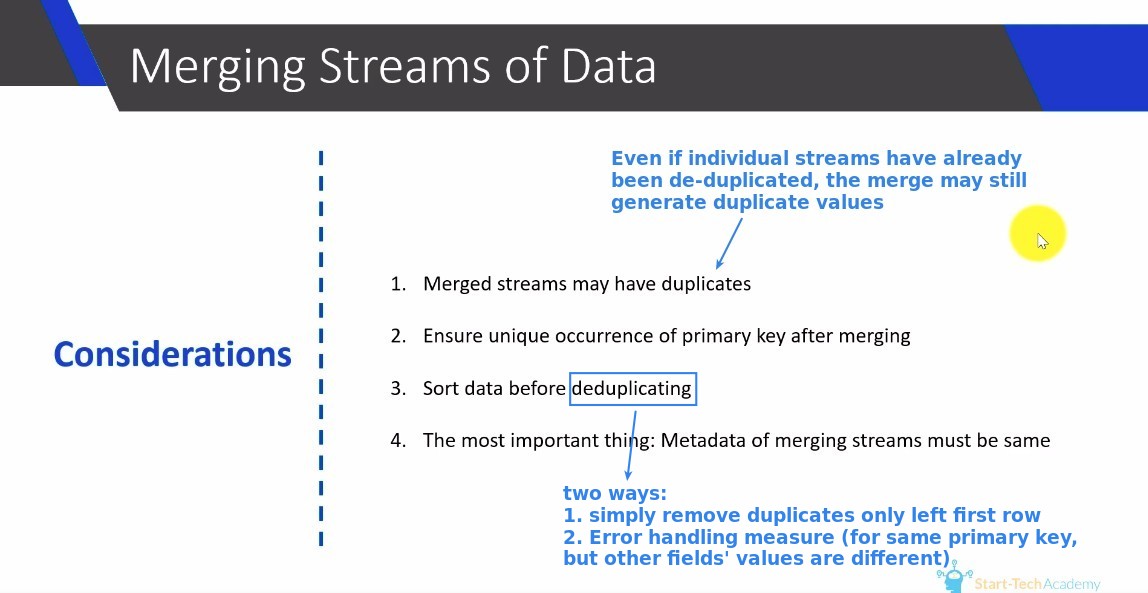 Merging Streams of Data
Even if individual streams have already
been de-duplicated, the merge may still
generate duplicate values
1. Merged streams may have duplicates
2. Ensure unique occurrence of primary key after merging
Considerations
3. Sort data before deduplicating
4. The most important thing: Metadata of merging streams must be same
two ways:
1. simply remove duplicates only left first row
2. Error handling measure (for same primary key,
but other fields' values are different)
Start-Tech Academy